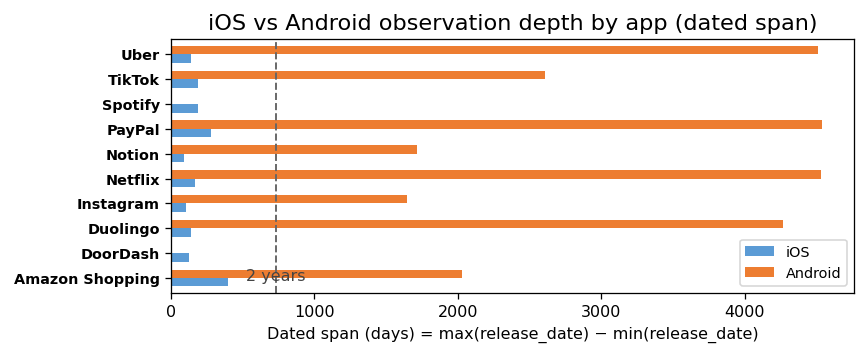 iOS vs Android observation depth by app (dated span)
Uber
TikTok
Spotify
PayPal
Notion
Netflix
Instagram
Duolingo
DoorDash
Amazon Shopping
2 years
iOS
Android
0 1000 2000 3000 4000
Dated span (days) = max(release_date) − min(release_date)